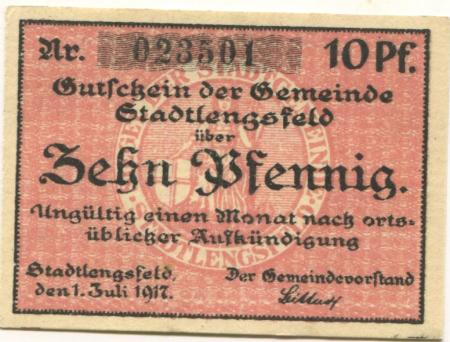 Nr. 023501 10 Pf.
Gutschein der Gemeinde
Stadtlengsfeld
über
Zehn Pfennig.
Ungültig einen Monat nach orts-
üblicher Aufkündigung
Stadtlengsfeld, Der Gemeindevorstand
den 1. Juli 1917.